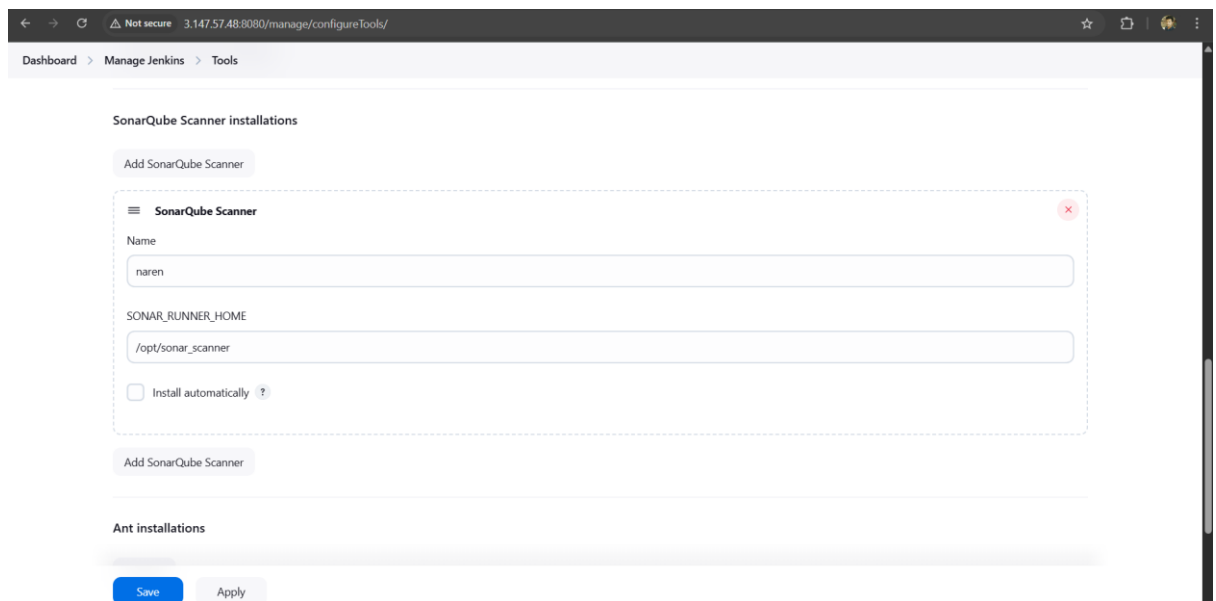 Not secure 3.147.57.48:8080/manage/configureTools/
Dashboard > Manage Jenkins > Tools
SonarQube Scanner installations
Add SonarQube Scanner
SonarQube Scanner
Name
naren
SONAR_RUNNER_HOME
/opt/sonar_scanner
Install automatically ?
Add SonarQube Scanner
Ant installations
Save Apply